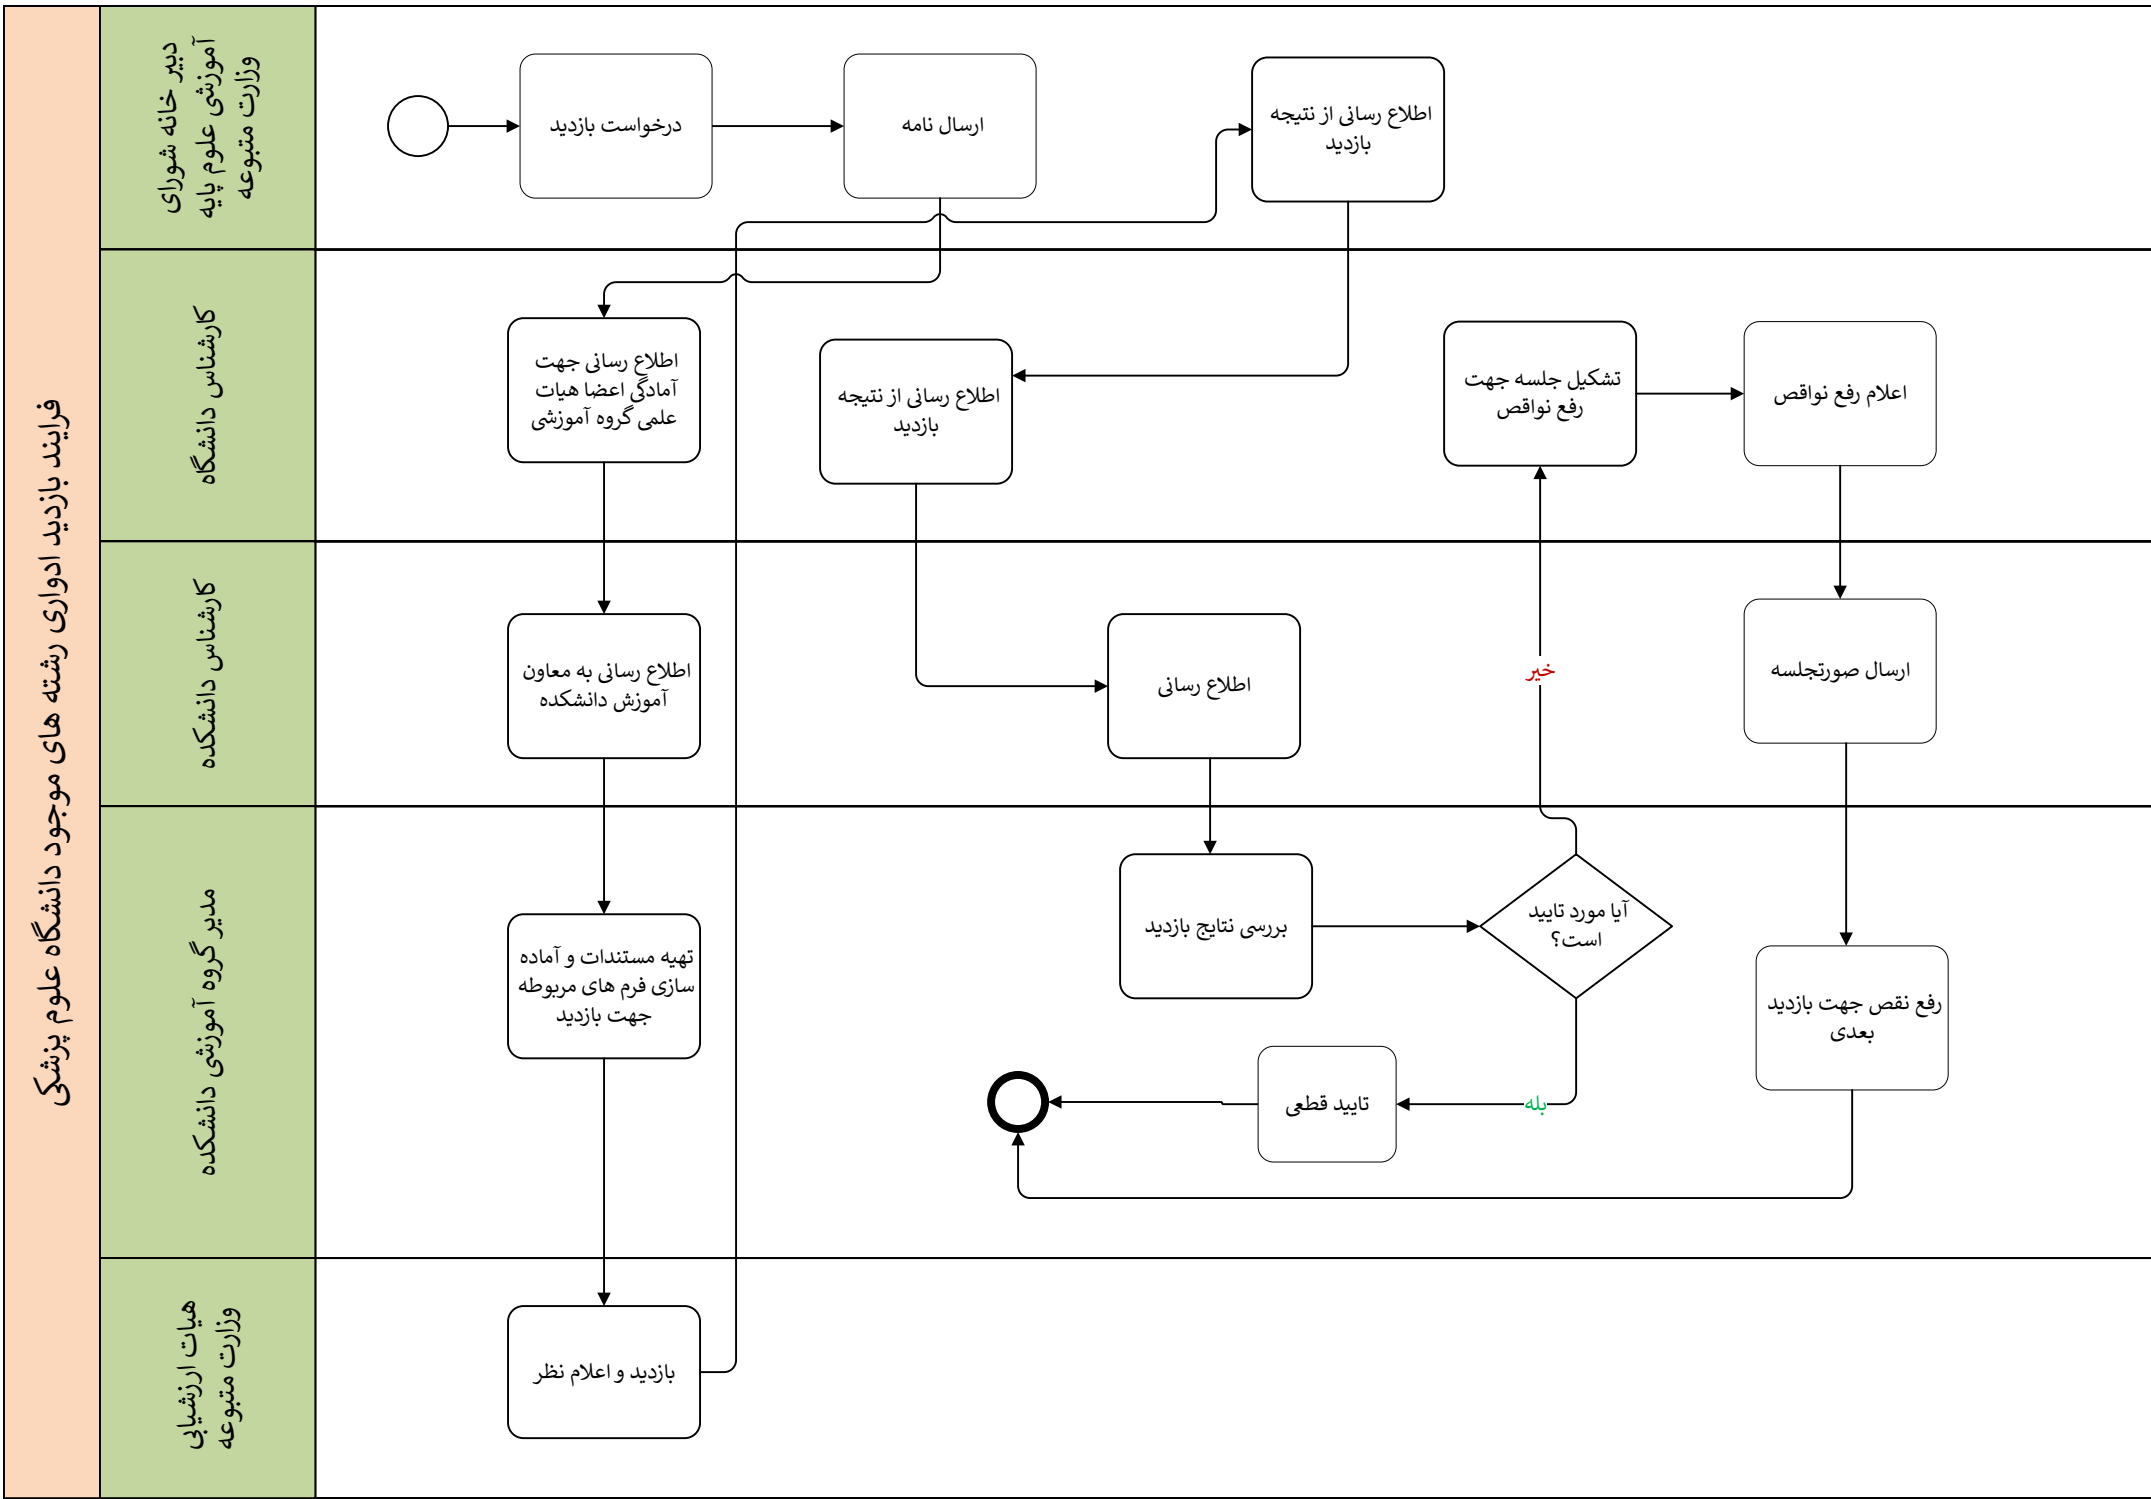 فرایند بازدید ادواری رشته های موجود دانشگاه علوم پزشکی
دبیر خانه شورای
آموزشی علوم پایه
وزارت متبوعه
درخواست بازدید
ارسال نامه
اطلاع رسانی از نتیجه
بازدید
کارشناس دانشگاه
اطلاع رسانی جهت
آمادگی اعضا هیات
علمی گروه آموزشی
اطلاع رسانی از نتیجه
بازدید
تشکیل جلسه جهت
رفع نواقص
اعلام رفع نواقص
کارشناس دانشکده
اطلاع رسانی به معاون
آموزش دانشکده
اطلاع رسانی
خیر
ارسال صورتجلسه
مدیر گروه آموزشی دانشکده
تهیه مستندات و آماده
سازی فرم های مربوطه
جهت بازدید
بررسی نتایج بازدید
آیا مورد تایید
است؟
رفع نقص جهت بازدید
بعدی
تایید قطعی
بله
هیات ارزشیابی
وزارت متبوعه
بازدید و اعلام نظر